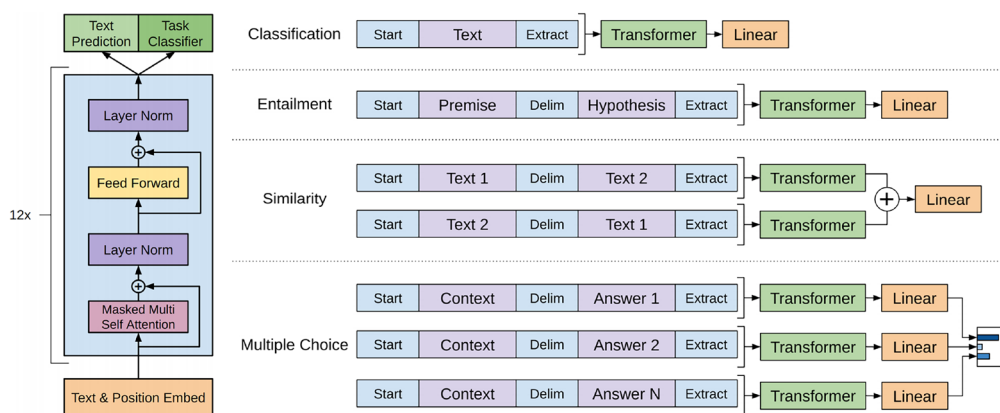 Text
Prediction
Task
Classifier
12x
Layer Norm
+
Feed Forward
Layer Norm
+
Masked Multi
Self Attention
Text & Position Embed
Classification Start Text Extract Transformer Linear
Entailment Start Premise Delim Hypothesis Extract Transformer Linear
Similarity
Start Text 1 Delim Text 2 Extract Transformer
+ Linear
Start Text 2 Delim Text 1 Extract Transformer
Multiple Choice
Start Context Delim Answer 1 Extract Transformer Linear
Start Context Delim Answer 2 Extract Transformer Linear
Start Context Delim Answer N Extract Transformer Linear